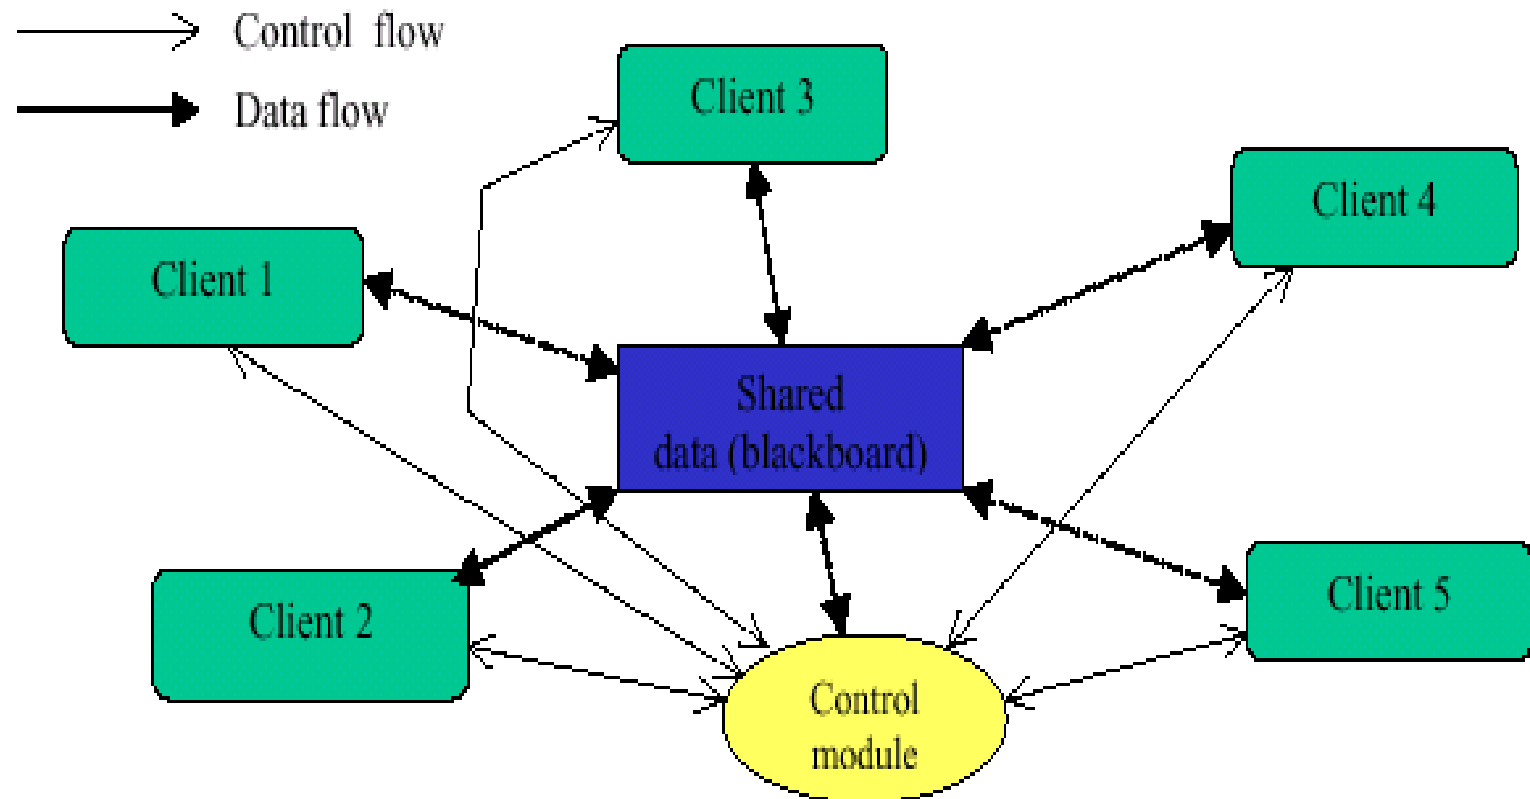 Control flow
Data flow
Client 3
Client 4
Client 1
Shared
data (blackboard)
Client 2
Client 5
Control
module